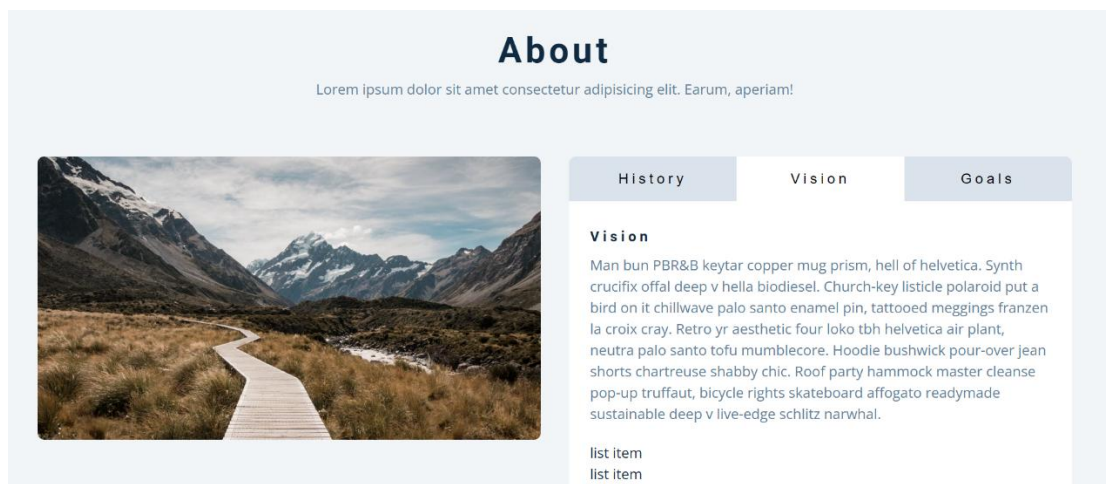 About
Lorem ipsum dolor sit amet consectetur adipisicing elit. Earum, aperiam!
History
Vision
Goals
Vision
Man bun PBR&B keytar copper mug prism, hell of helvetica. Synth
crucifix offal deep v hella biodiesel. Church-key listicle polaroid put a
bird on it chillwave palo santo enamel pin, tattooed meggings franzen
la croix cray. Retro yr aesthetic four loko tbh helvetica air plant,
neutra palo santo tofu mumblecore. Hoodie bushwick pour-over jean
shorts chartreuse shabby chic. Roof party hammock master cleanse
pop-up truffaut, bicycle rights skateboard affogato readymade
sustainable deep v live-edge schlitz narwhal.
list item
list item